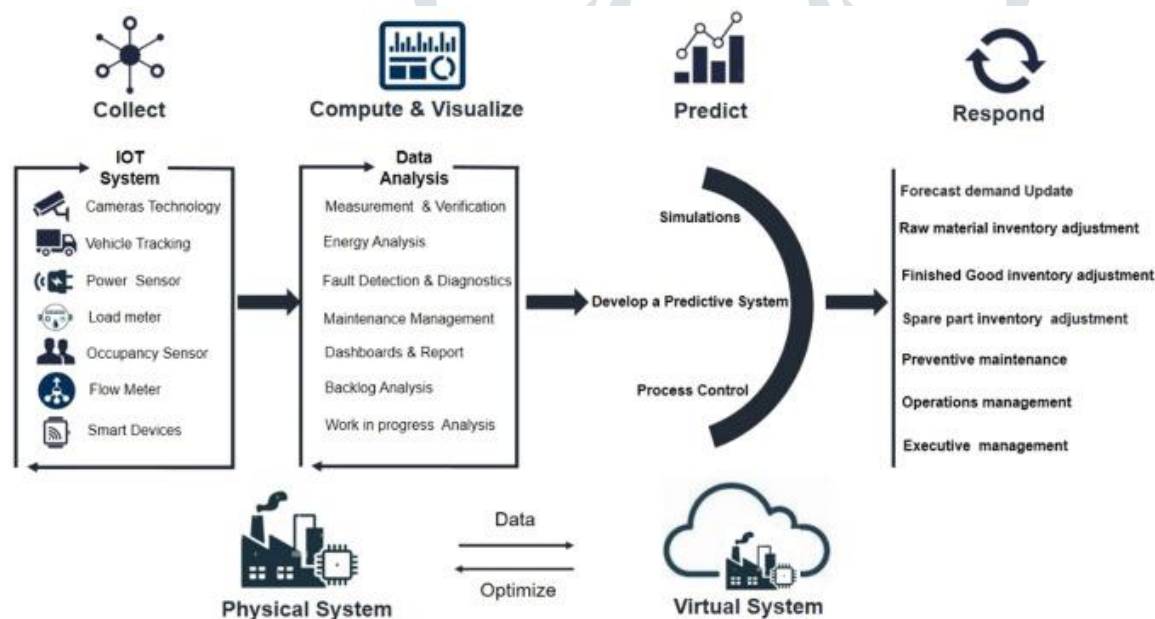 Collect
Compute & Visualize
Predict
Respond
IOT
System
Cameras Technology
Vehicle Tracking
Power Sensor
Load meter
Occupancy Sensor
Flow Meter
Smart Devices
Data
Analysis
Measurement & Verification
Energy Analysis
Fault Detection & Diagnostics
Maintenance Management
Dashboards & Report
Backlog Analysis
Work in progress Analysis
Simulations
Develop a Predictive System
Process Control
Forecast demand Update
Raw material inventory adjustment
Finished Good inventory adjustment
Spare part inventory adjustment
Preventive maintenance
Operations management
Executive management
Physical System
Data
Optimize
Virtual System